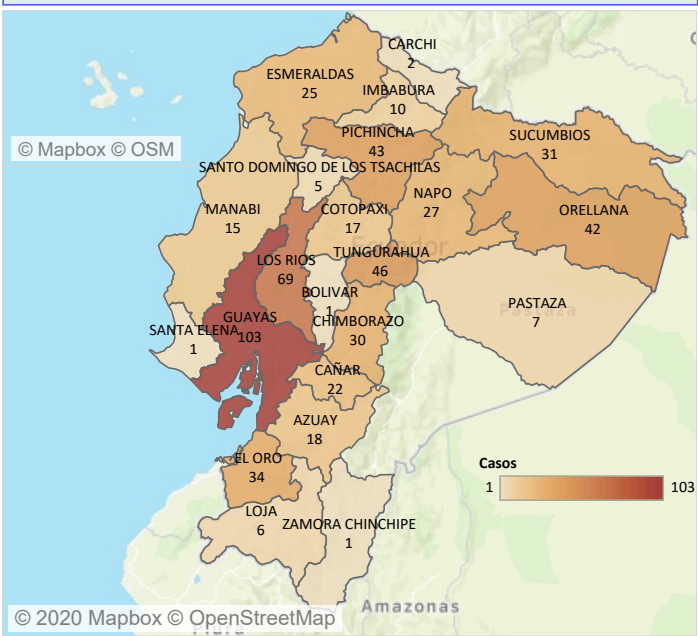 CARCHI
2
ESMERALDAS
25
IMBABURA
10
© Mapbox © OSM
PICHINCHA
43
SUCUMBIOS
31
SANTO DOMINGO DE LOS TSACHILAS
5
NAPO
27
MANABI
15
COTOPAXI
17
ORELLANA
42
Ecuador
TUNGURAHUA
46
LOS RIOS
69
BOLIVAR
1
PASTAZA
7
Pastaza
GUAYAS
103
CHIMBORAZO
30
SANTA ELENA
1
CAÑAR
22
AZUAY
18
EL ORO
34
Casos
1
103
LOJA
6
ZAMORA CHINCHIPE
1
Amazonas
© 2020 Mapbox © OpenStreetMap